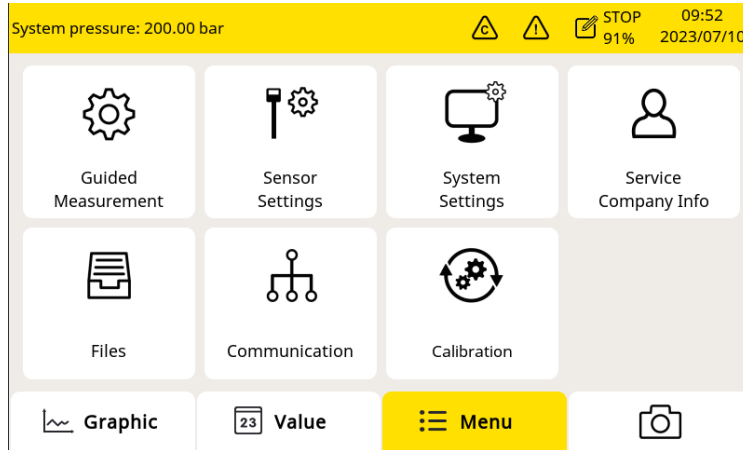 System pressure: 200.00 bar
C
!
STOP
91%
09:52
2023/07/10
Guided
Measurement
Sensor
Settings
System
Settings
Service
Company Info
Files
Communication
Calibration
Graphic
23
Value
Menu